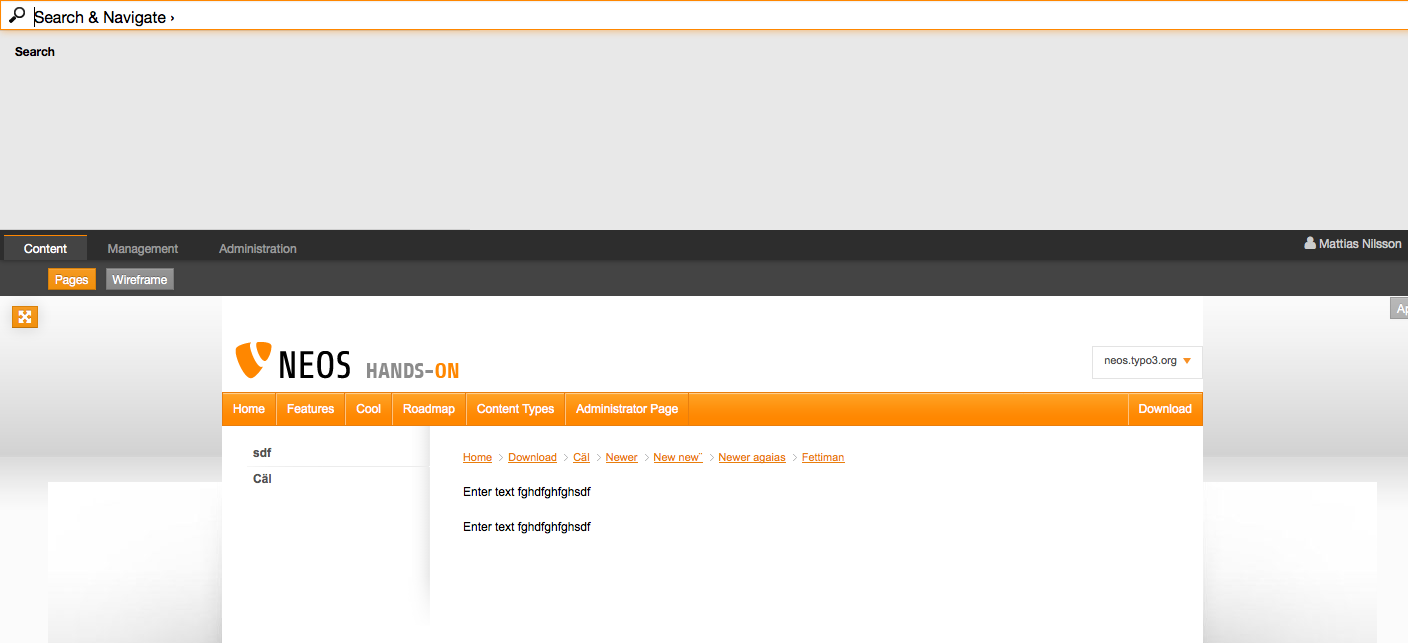 Search & Navigate ›
Search
Content Management Administration Mattias Nilsson
Pages Wireframe
NEOS HANDS-ON
neos.typo3.org
Home Features Cool Roadmap Content Types Administrator Page Download
sdf
Cäl
Home Download Cäl Newer New new¨ Newer agaias Fettiman
Enter text fghdfghfghsdf
Enter text fghdfghfghsdf